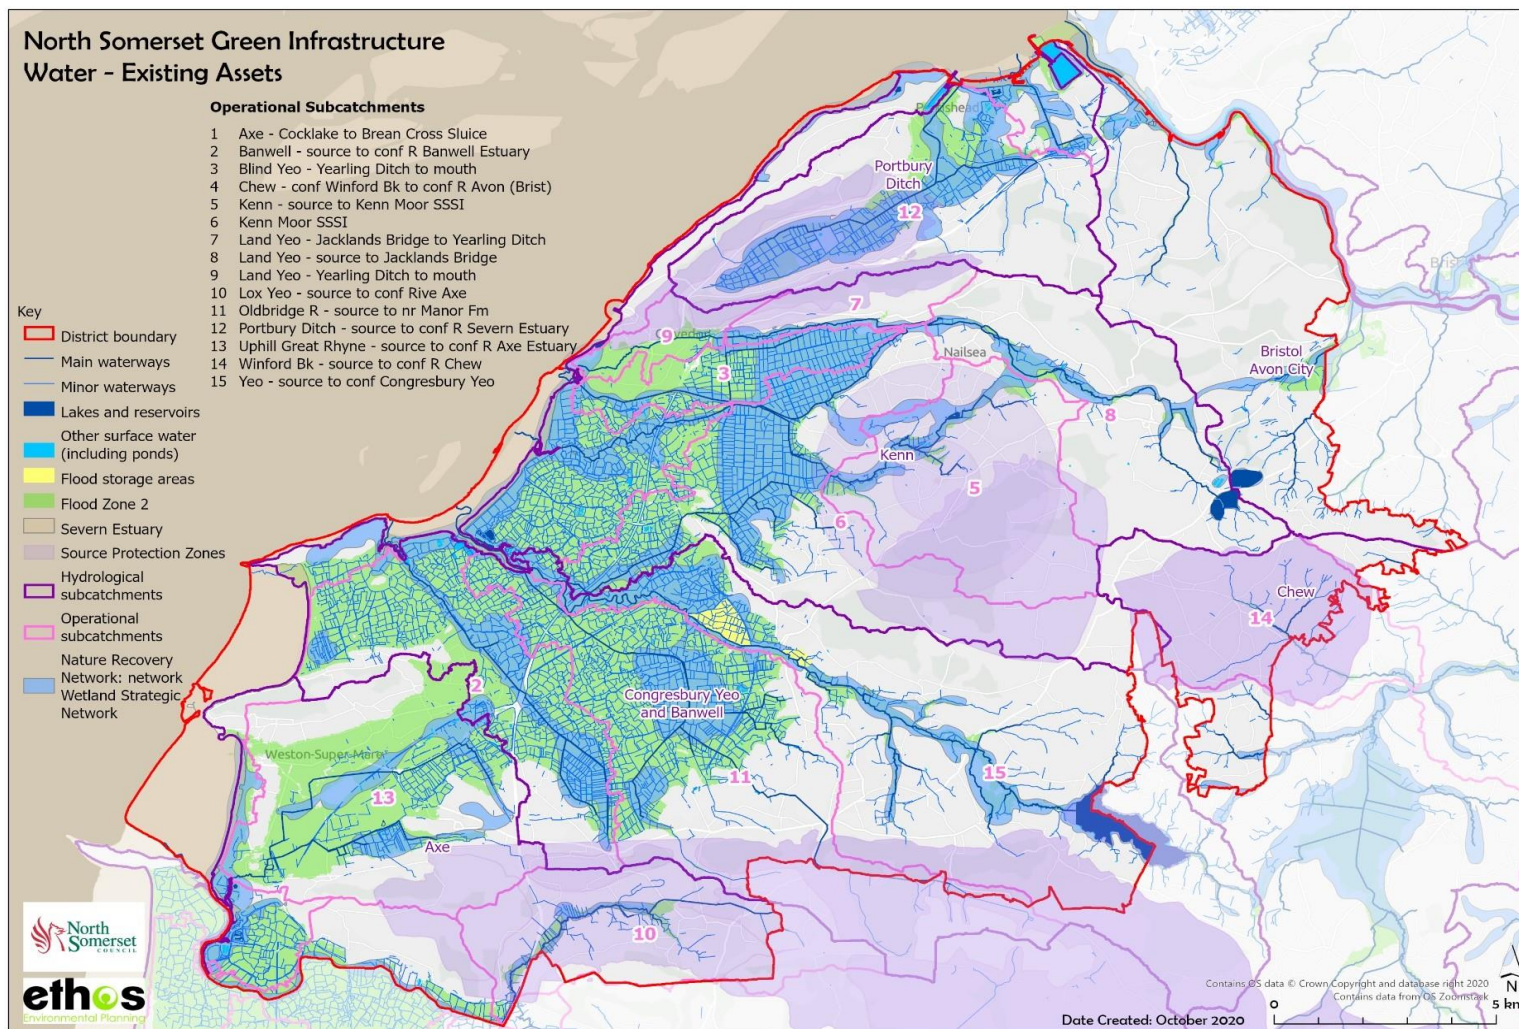 North Somerset Green Infrastructure
Water - Existing Assets
Operational Subcatchments
1 Axe - Cocklake to Brean Cross Sluice
2 Banwell - source to conf R Banwell Estuary
3 Blind Yeo - Yearling Ditch to mouth
4 Chew - conf Winford Bk to conf R Avon (Brist)
5 Kenn - source to Kenn Moor SSSI
6 Kenn Moor SSSI
7 Land Yeo - Jacklands Bridge to Yearling Ditch
8 Land Yeo - source to Jacklands Bridge
9 Land Yeo - Yearling Ditch to mouth
10 Lox Yeo - source to conf Rive Axe
11 Oldbridge R - source to nr Manor Fm
12 Portbury Ditch - source to conf R Severn Estuary
13 Uphill Great Rhyne - source to conf R Axe Estuary
14 Winford Bk - source to conf R Chew
15 Yeo - source to conf Congresbury Yeo
Key
District boundary
Main waterways
Minor waterways
Lakes and reservoirs
Other surface water
(including ponds)
Flood storage areas
Flood Zone 2
Severn Estuary
Source Protection Zones
Hydrological
subcatchments
Operational
subcatchments
Nature Recovery
Network: network
Wetland Strategic
Network
Portbury
Ditch
12
7
9
3
Nailsea
Bristol
Avon City
8
Kenn
5
6
Chew
14
2
Congresbury Yeo
and Banwell
Weston-Super-Mare
11
15
13
Axe
10
North
Somerset
COUNCIL
ethos
Environmental Planning
Contains OS data © Crown Copyright and database right 2020
Contains data from OS Zoomstack
Date Created: October 2020
N
0
5 km